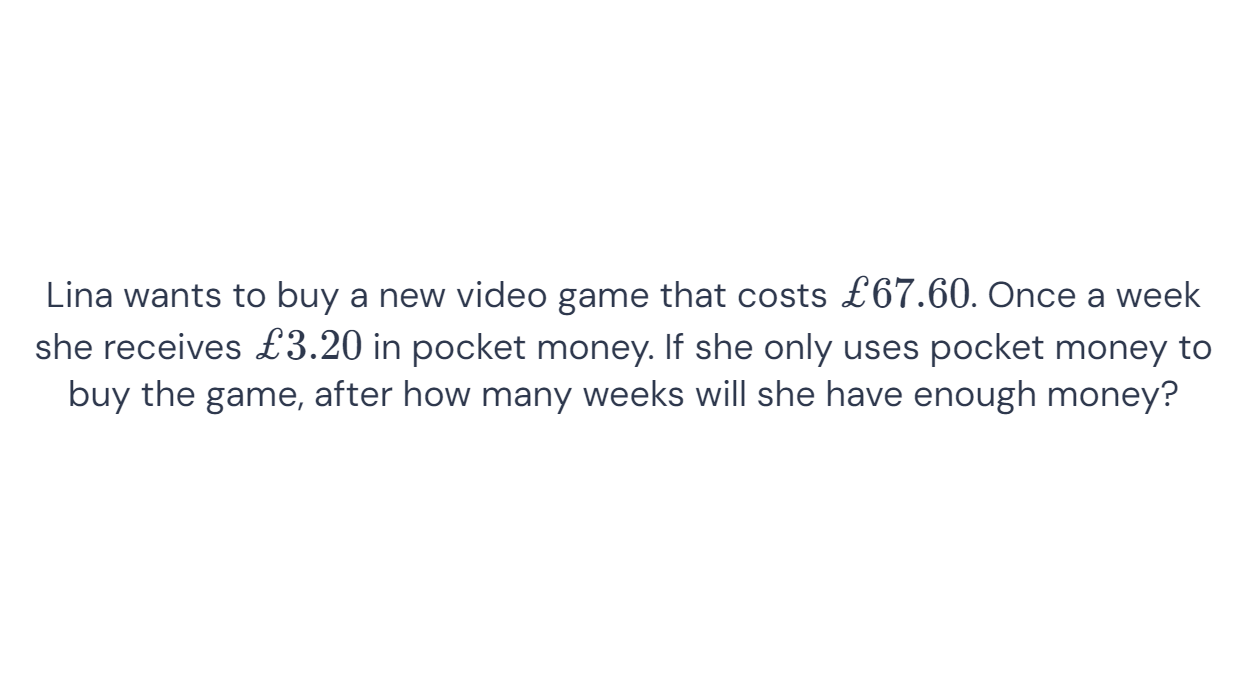 Lina wants to buy a new video game that costs £67.60. Once a week
she receives £3.20 in pocket money. If she only uses pocket money to
buy the game, after how many weeks will she have enough money?